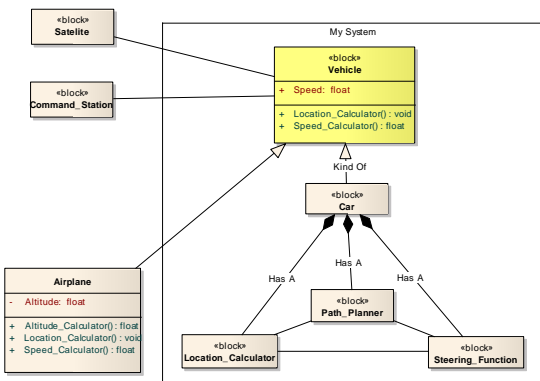 My System
«block»
Satelite
«block»
Command_Station
«block»
Vehicle
+ Speed: float
+ Location_Calculator() : void
+ Speed_Calculator() : float
Kind Of
«block»
Car
Has A
Has A
Has A
Airplane
- Altitude: float
+ Altitude_Calculator() : float
+ Location_Calculator() : void
+ Speed_Calculator() : float
«block»
Path_Planner
«block»
Location_Calculator
«block»
Steering_Function